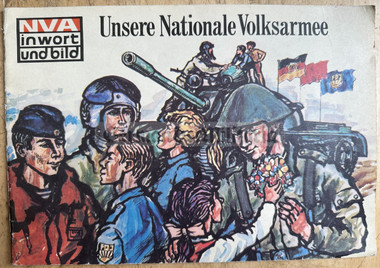 NVA
in wort
und bild
Unsere Nationale Volksarmee